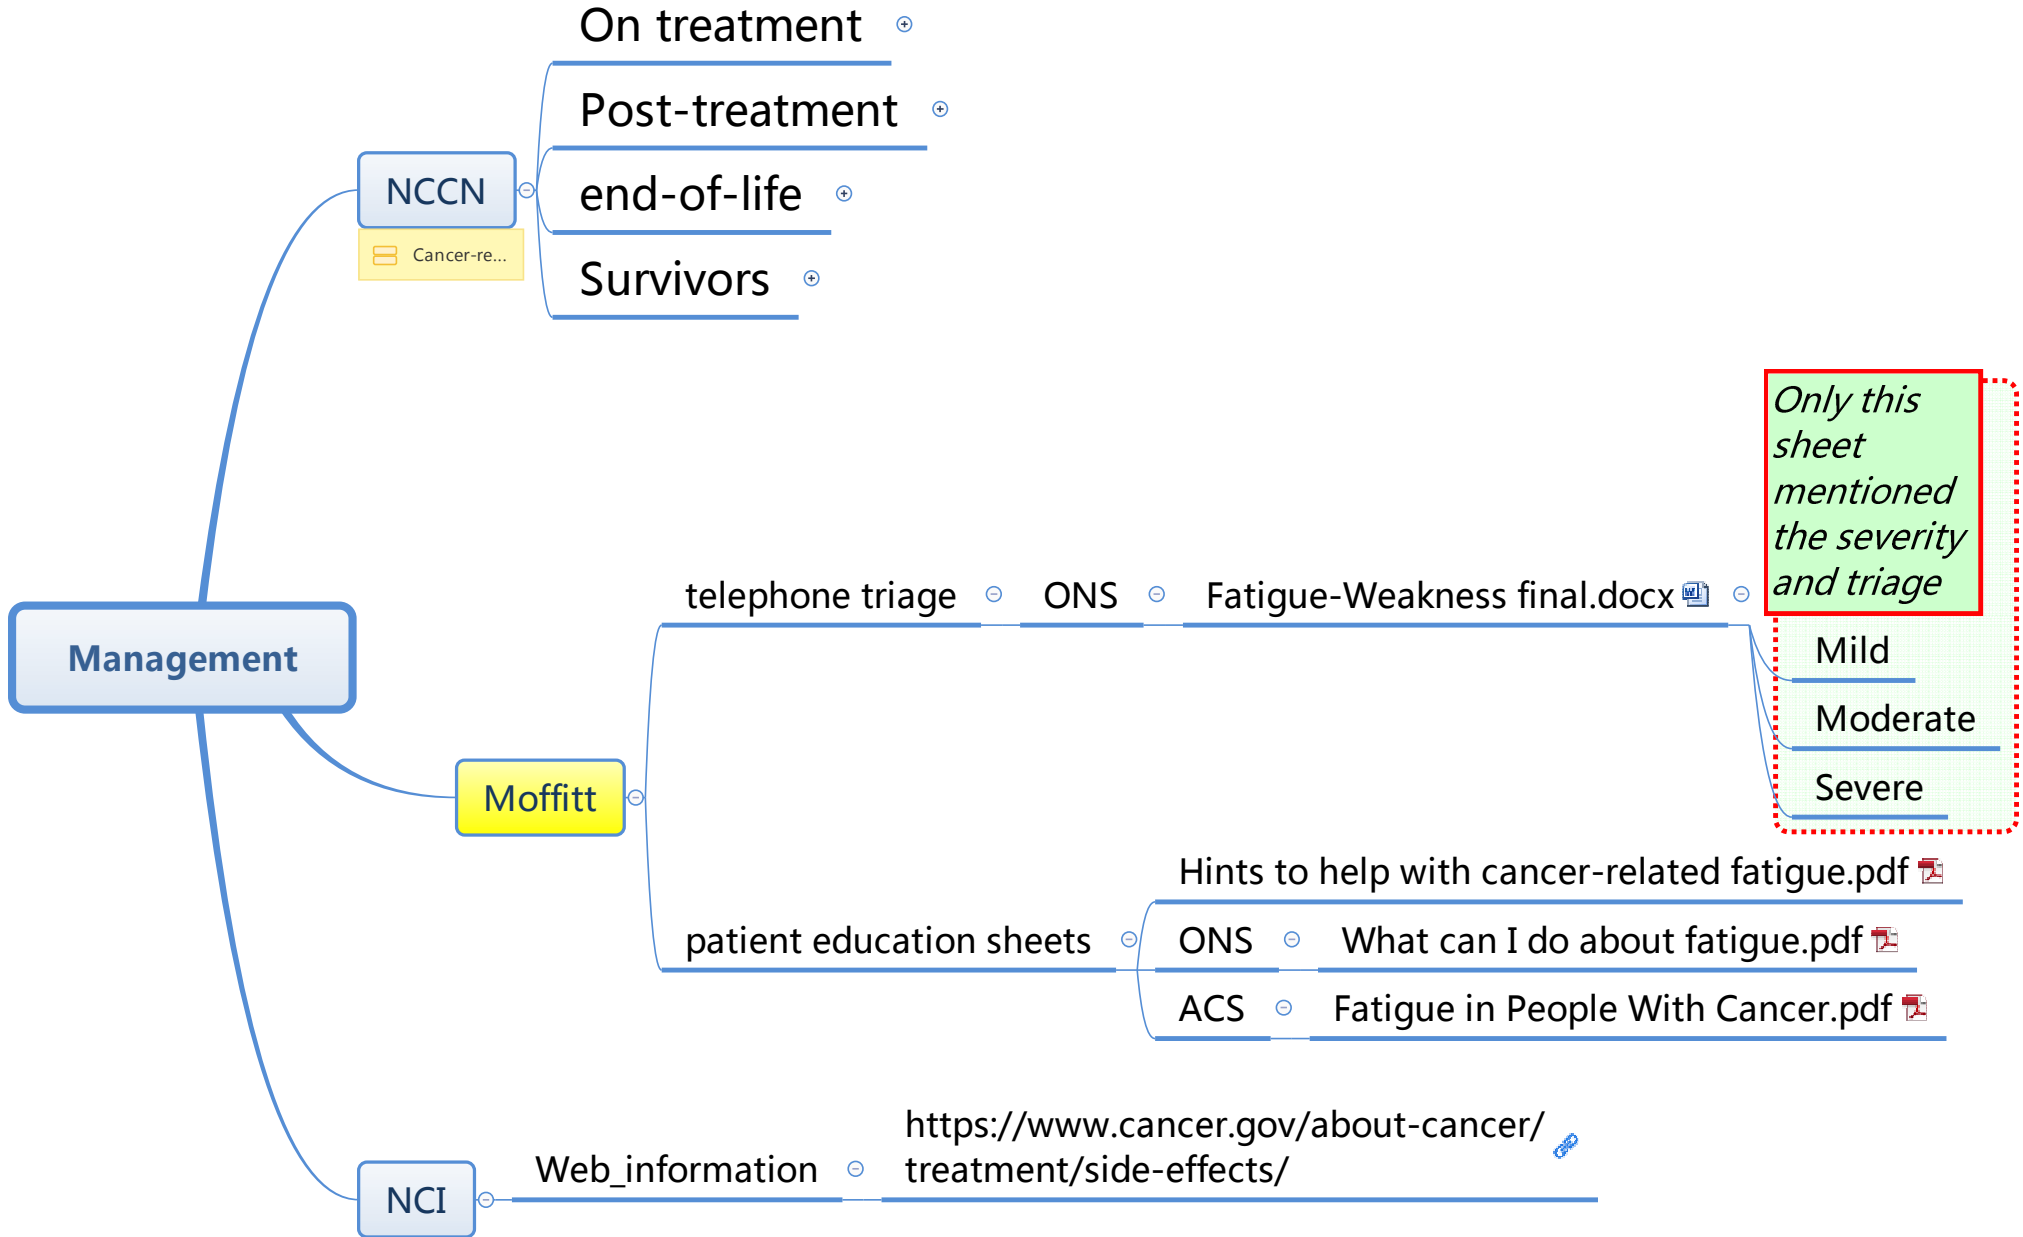 On treatment
Post-treatment
NCCN
end-of-life
Cancer-re...
Survivors
Only this
sheet
mentioned
the severity
and triage
telephone triage
ONS
Fatigue-Weakness final.docx
Mild
Management
Moderate
Severe
Moffitt
Hints to help with cancer-related fatigue.pdf
patient education sheets
ONS
What can I do about fatigue.pdf
ACS
Fatigue in People With Cancer.pdf
https://www.cancer.gov/about-cancer/
treatment/side-effects/
Web_information
NCI